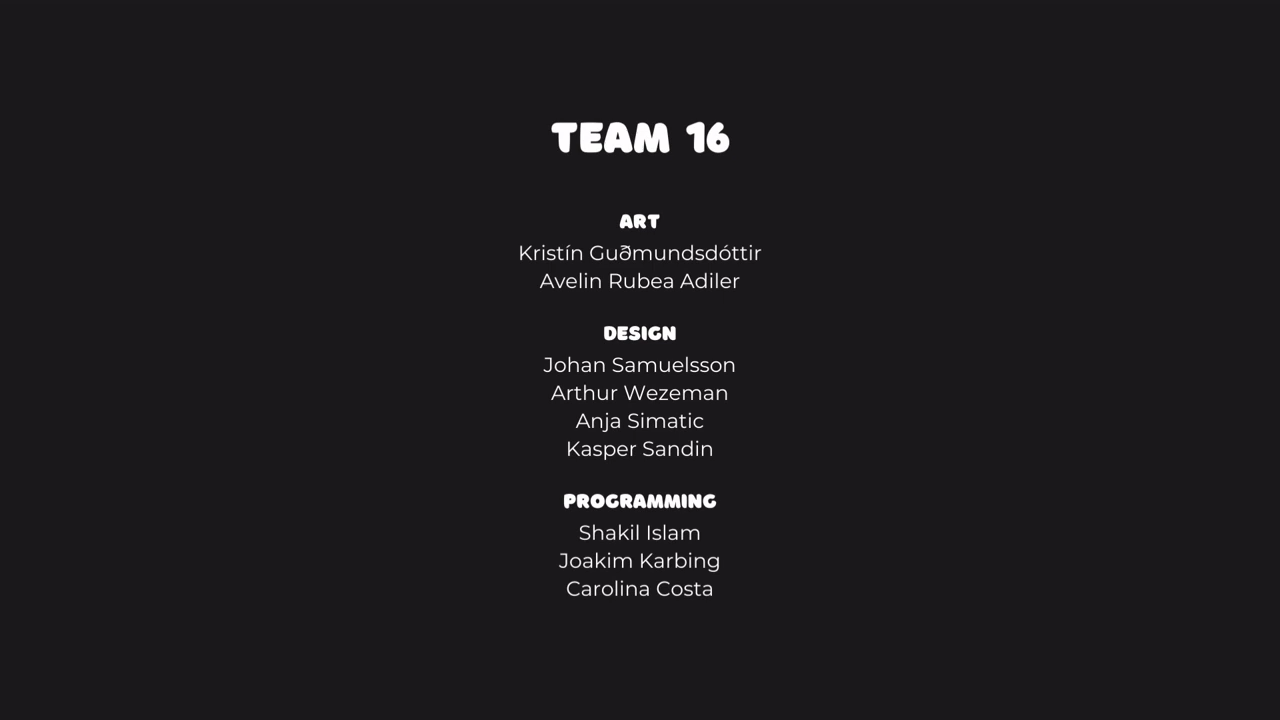 TEAM 16
ART
Kristín Guðmundsdóttir
Avelin Rubea Adiler
DESIGN
Johan Samuelsson
Arthur Wezeman
Anja Simatic
Kasper Sandin
PROGRAMMING
Shakil Islam
Joakim Karbing
Carolina Costa